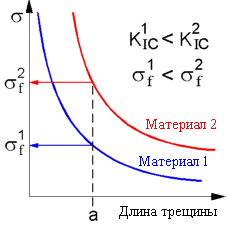 σ
K¹IC < K²IC
σ¹f < σ²f
σ²f
Материал 2
σ¹f
Материал 1
a
Длина трещины